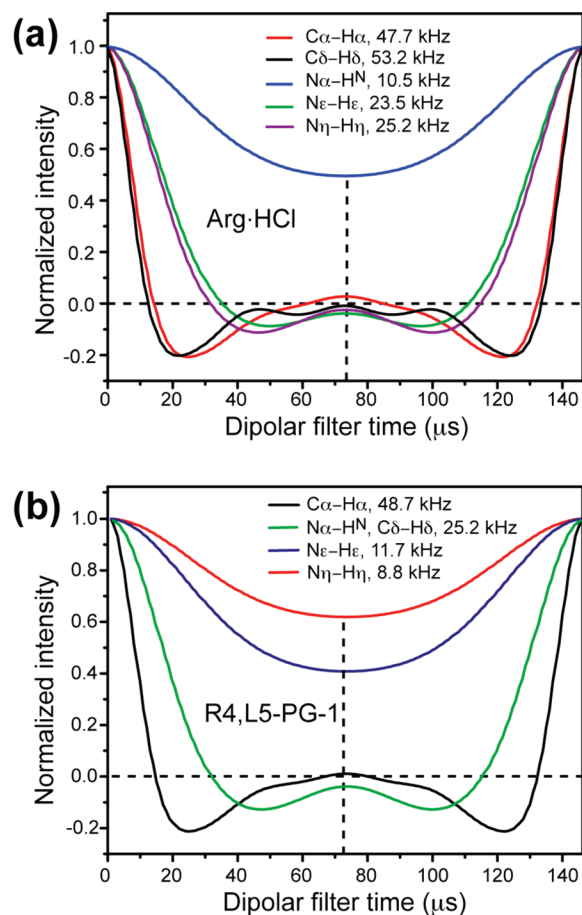 (a)
Cα−Hα, 47.7 kHz
Cδ−Hδ, 53.2 kHz
Nα−Hᴺ, 10.5 kHz
Nε−Hε, 23.5 kHz
Nη−Hη, 25.2 kHz
Arg·HCl
Normalized intensity
1.0
0.8
0.6
0.4
0.2
0.0
-0.2
0 20 40 60 80 100 120 140
Dipolar filter time (μs)
(b)
Cα−Hα, 48.7 kHz
Nα−Hᴺ, Cδ−Hδ, 25.2 kHz
Nε−Hε, 11.7 kHz
Nη−Hη, 8.8 kHz
R4,L5-PG-1
Normalized intensity
1.0
0.8
0.6
0.4
0.2
0.0
-0.2
0 20 40 60 80 100 120 140
Dipolar filter time (μs)